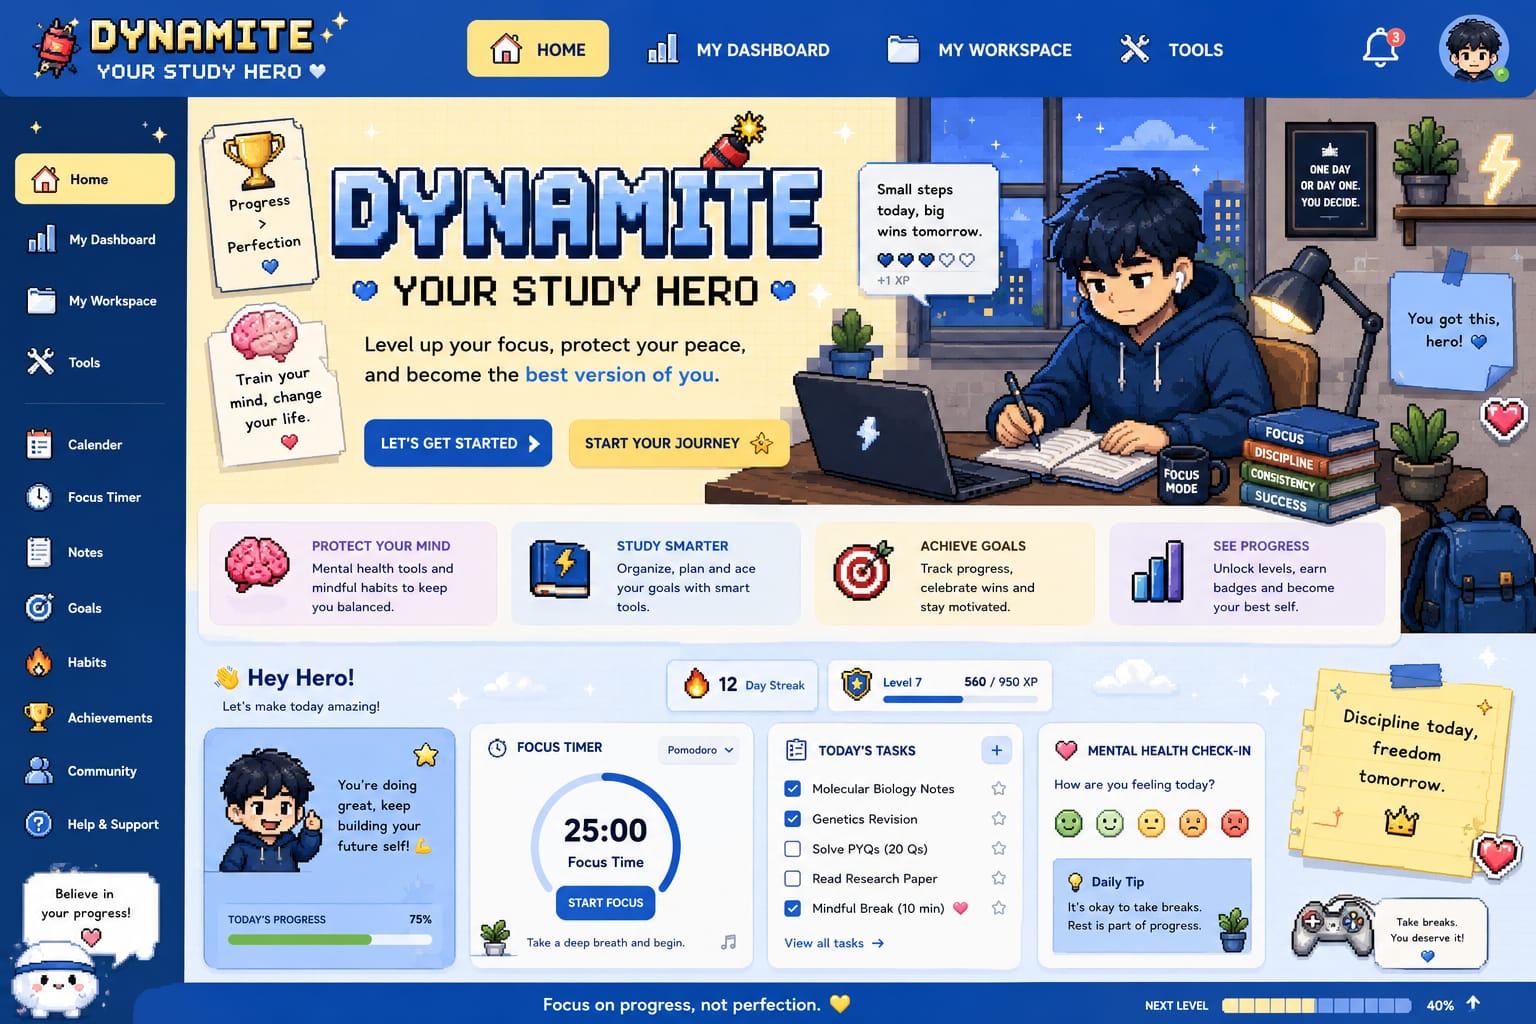 DYNAMITE
YOUR STUDY HERO
HOME
MY DASHBOARD
MY WORKSPACE
TOOLS
3
Home
My Dashboard
My Workspace
Tools
Calender
Focus Timer
Notes
Goals
Habits
Achievements
Community
Help & Support
Believe in
your progress!
Progress
>
Perfection
Train your
mind, change
your life.
DYNAMITE
YOUR STUDY HERO
Level up your focus, protect your peace,
and become the best version of you.
LET'S GET STARTED
START YOUR JOURNEY
Small steps
today, big
wins tomorrow.
+1 XP
ONE DAY
OR DAY ONE.
YOU DECIDE.
You got this,
hero!
FOCUS
MODE
FOCUS
DISCIPLINE
CONSISTENCY
SUCCESS
PROTECT YOUR MIND
Mental health tools and
mindful habits to keep
you balanced.
STUDY SMARTER
Organize, plan and ace
your goals with smart
tools.
ACHIEVE GOALS
Track progress,
celebrate wins and
stay motivated.
SEE PROGRESS
Unlock levels, earn
badges and become
your best self.
Hey Hero!
Let's make today amazing!
12 Day Streak
Level 7 560 / 950 XP
You're doing
great, keep
building your
future self!
TODAY'S PROGRESS 75%
FOCUS TIMER
Pomodoro
25:00
Focus Time
START FOCUS
Take a deep breath and begin.
TODAY'S TASKS
+
Molecular Biology Notes
Genetics Revision
Solve PYQs (20 Qs)
Read Research Paper
Mindful Break (10 min)
View all tasks
MENTAL HEALTH CHECK-IN
How are you feeling today?
Daily Tip
It's okay to take breaks.
Rest is part of progress.
Discipline today,
freedom
tomorrow.
Take breaks.
You deserve it!
Focus on progress, not perfection.
NEXT LEVEL 40%